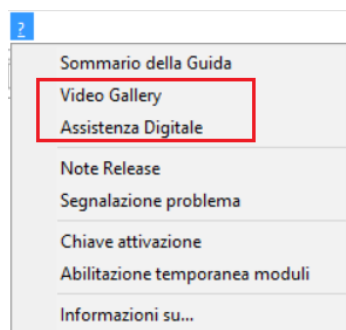 ?
Sommario della Guida
Video Gallery
Assistenza Digitale
Note Release
Segnalazione problema
Chiave attivazione
Abilitazione temporanea moduli
Informazioni su...